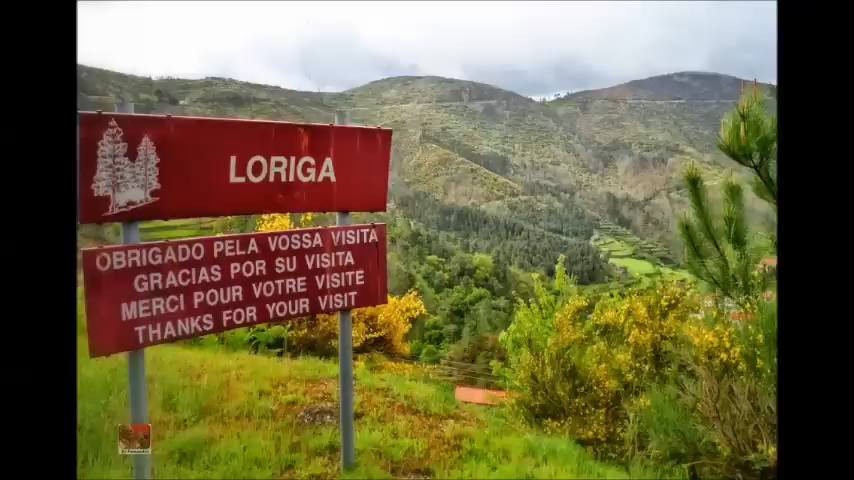 LORIGA
OBRIGADO PELA VOSSA VISITA
GRACIAS POR SU VISITA
MERCI POUR VOTRE VISITE
THANKS FOR YOUR VISIT